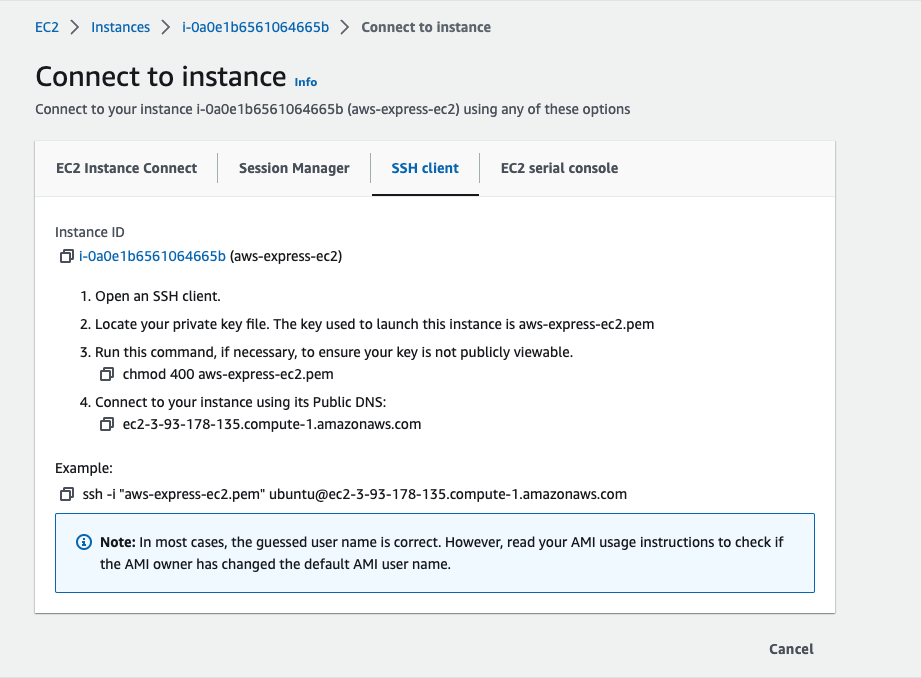 EC2 > Instances > i-0a0e1b6561064665b > Connect to instance
Connect to instance Info
Connect to your instance i-0a0e1b6561064665b (aws-express-ec2) using any of these options
EC2 Instance Connect Session Manager SSH client EC2 serial console
Instance ID
i-0a0e1b6561064665b (aws-express-ec2)
1. Open an SSH client.
2. Locate your private key file. The key used to launch this instance is aws-express-ec2.pem
3. Run this command, if necessary, to ensure your key is not publicly viewable.
chmod 400 aws-express-ec2.pem
4. Connect to your instance using its Public DNS:
ec2-3-93-178-135.compute-1.amazonaws.com
Example:
ssh -i "aws-express-ec2.pem" ubuntu@ec2-3-93-178-135.compute-1.amazonaws.com
Note: In most cases, the guessed user name is correct. However, read your AMI usage instructions to check if
the AMI owner has changed the default AMI user name.
Cancel